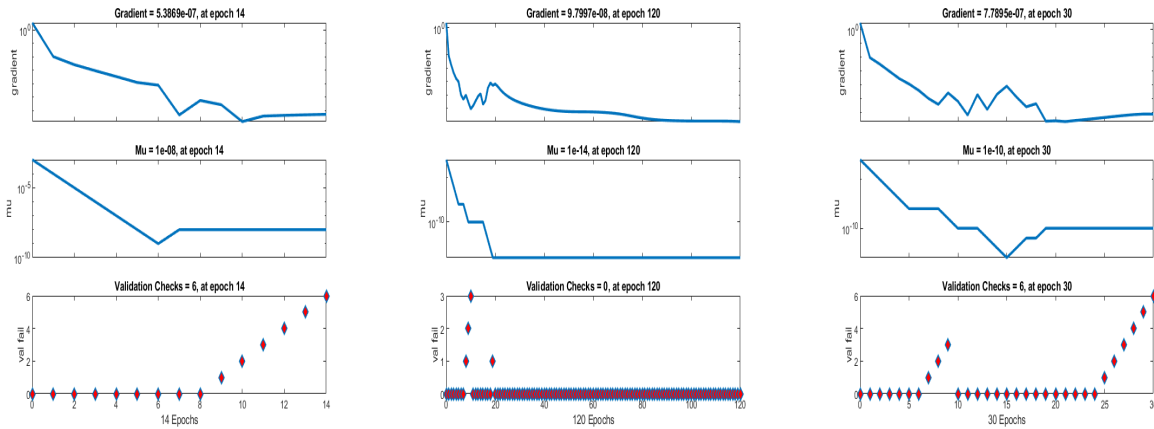 Gradient = 5.3869e-07, at epoch 14
10^0
gradient
Mu = 1e-08, at epoch 14
10^-5
10^-10
mu
Validation Checks = 6, at epoch 14
6
4
2
0
val fail
0 2 4 6 8 10 12 14
14 Epochs
Gradient = 9.7997e-08, at epoch 120
10^0
gradient
Mu = 1e-14, at epoch 120
10^-10
mu
Validation Checks = 0, at epoch 120
3
2
1
0
val fail
0 20 40 60 80 100 120
120 Epochs
Gradient = 7.7895e-07, at epoch 30
10^0
gradient
Mu = 1e-10, at epoch 30
10^-10
mu
Validation Checks = 6, at epoch 30
6
4
2
0
val fail
0 5 10 15 20 25 30
30 Epochs